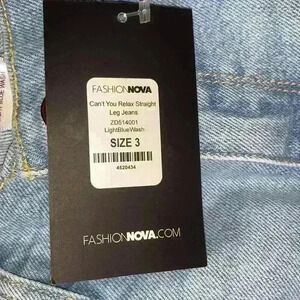 FASHIONNOVA
Can't You Relax Straight
Leg Jeans
ZD514001
LightBlueWash
SIZE 3
4820434
FASHIONNOVA.COM